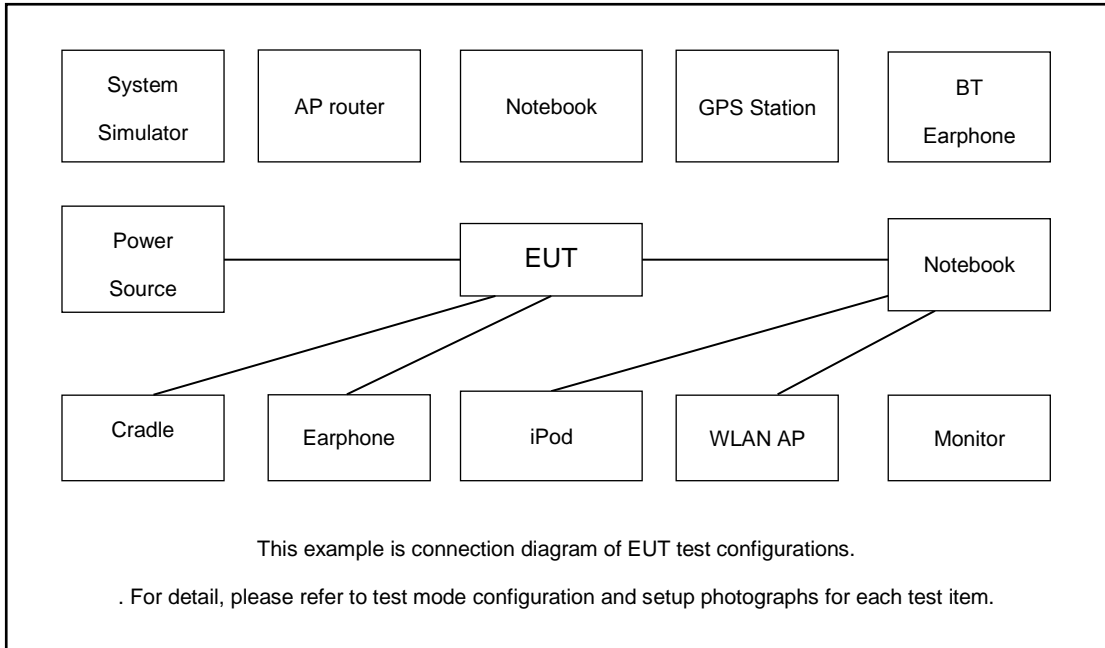 System
Simulator
AP router
Notebook
GPS Station
BT
Earphone
Power
Source
EUT
Notebook
Cradle
Earphone
iPod
WLAN AP
Monitor
This example is connection diagram of EUT test configurations.
. For detail, please refer to test mode configuration and setup photographs for each test item.